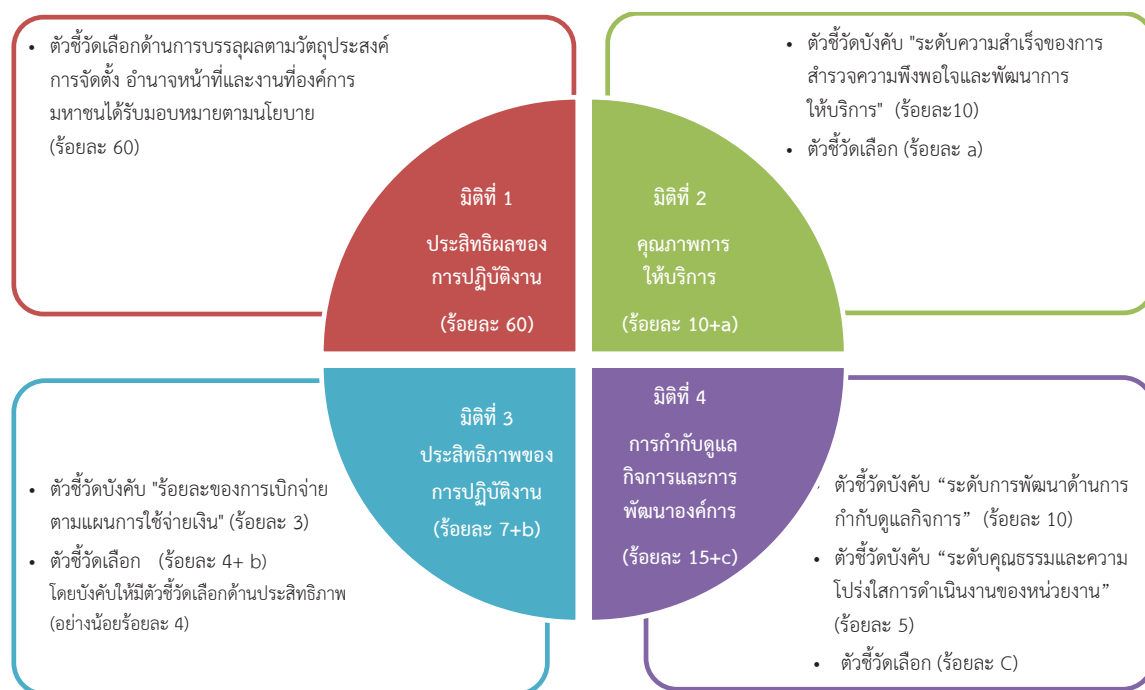 • ตัวชี้วัดเลือกด้านการบรรลุผลตามวัตถุประสงค์
การจัดตั้ง อำนาจหน้าที่และงานที่องค์การ
มหาชนได้รับมอบหมายตามนโยบาย
(ร้อยละ 60)
• ตัวชี้วัดบังคับ "ระดับความสำเร็จของการ
สำรวจความพึงพอใจและพัฒนาการ
ให้บริการ" (ร้อยละ10)
• ตัวชี้วัดเลือก (ร้อยละ a)
มิติที่ 1
ประสิทธิผลของ
การปฏิบัติงาน
(ร้อยละ 60)
มิติที่ 2
คุณภาพการ
ให้บริการ
(ร้อยละ 10+a)
มิติที่ 3
ประสิทธิภาพของ
การปฏิบัติงาน
(ร้อยละ 7+b)
มิติที่ 4
การกำกับดูแล
กิจการและการ
พัฒนาองค์การ
(ร้อยละ 15+c)
• ตัวชี้วัดบังคับ "ร้อยละของการเบิกจ่าย
ตามแผนการใช้จ่ายเงิน" (ร้อยละ 3)
• ตัวชี้วัดเลือก (ร้อยละ 4+ b)
โดยบังคับให้มีตัวชี้วัดเลือกด้านประสิทธิภาพ
(อย่างน้อยร้อยละ 4)
• ตัวชี้วัดบังคับ “ระดับการพัฒนาด้านการ
กำกับดูแลกิจการ” (ร้อยละ 10)
• ตัวชี้วัดบังคับ “ระดับคุณธรรมและความ
โปร่งใสการดำเนินงานของหน่วยงาน”
(ร้อยละ 5)
• ตัวชี้วัดเลือก (ร้อยละ C)